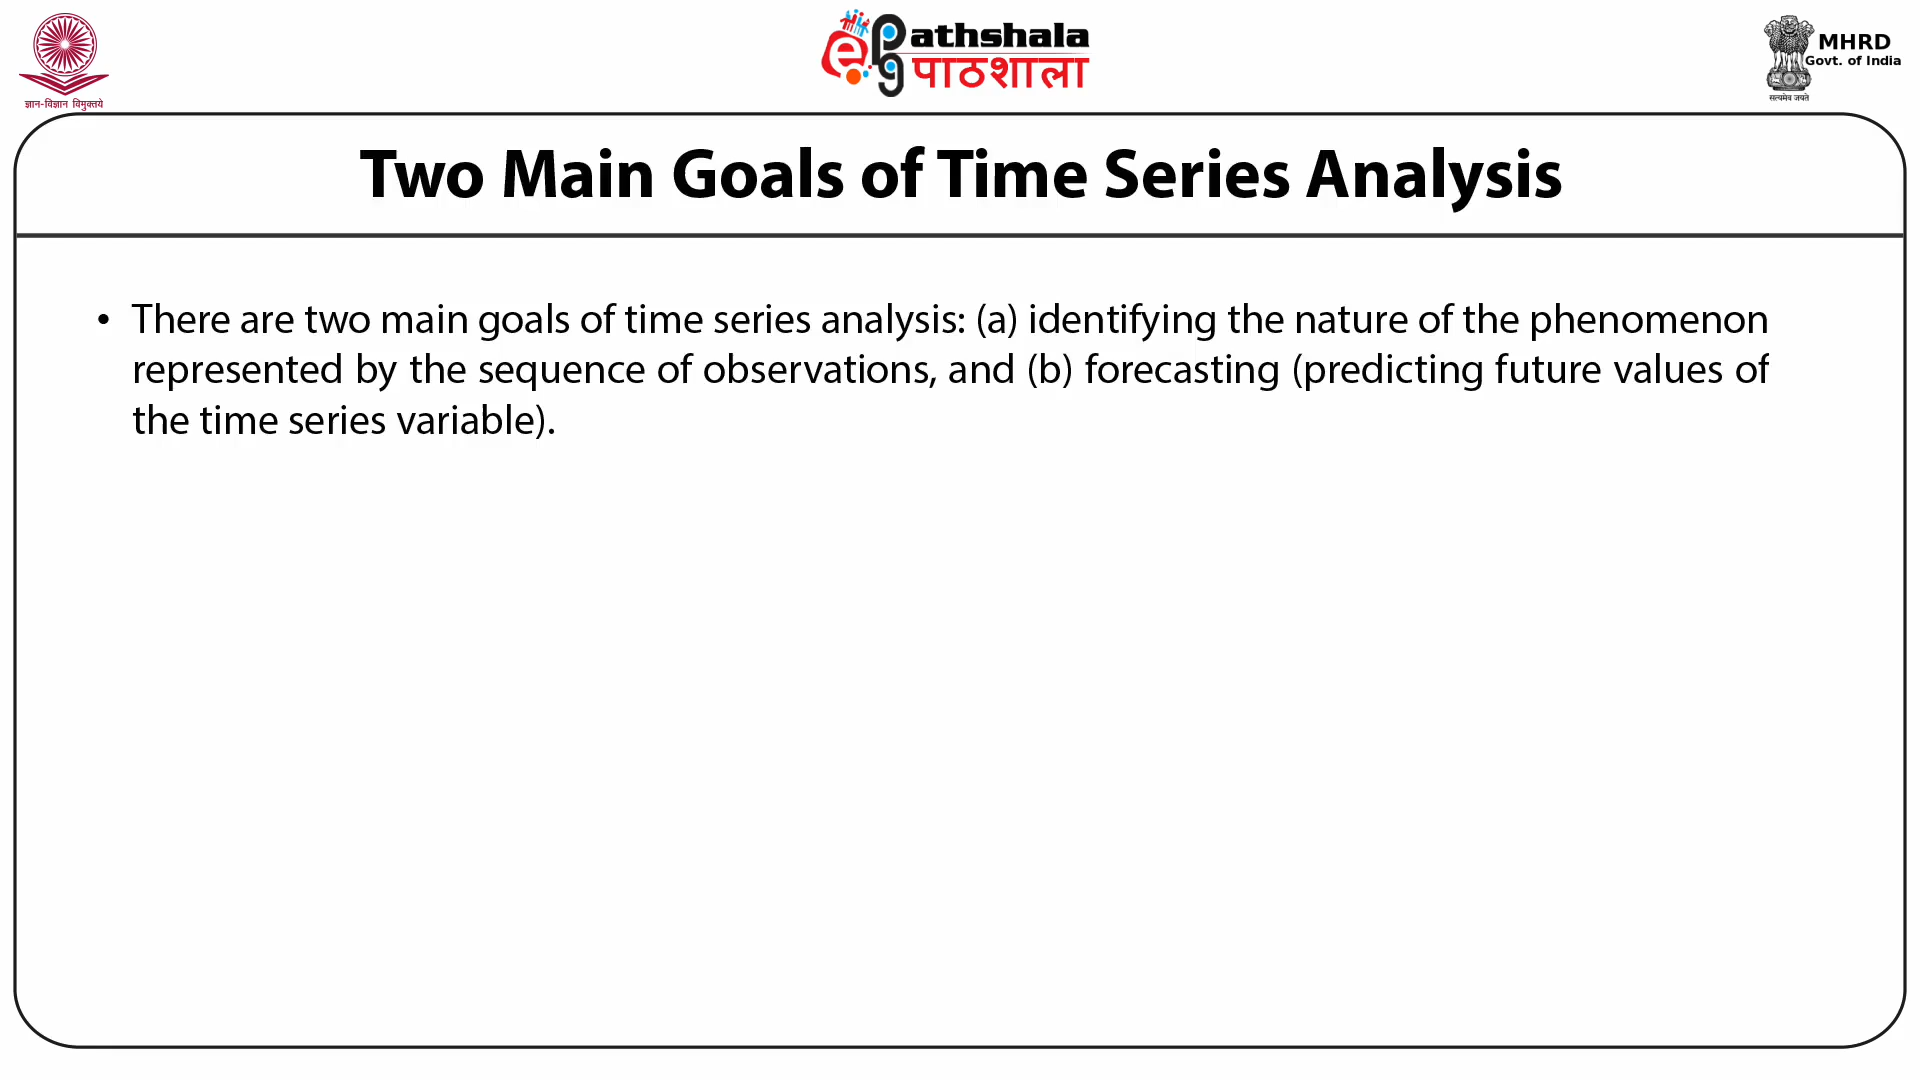 ज्ञान-विज्ञान विमुक्तये
e pg athshala
पाठशाला
MHRD
Govt. of India
सत्यमेव जयते
Two Main Goals of Time Series Analysis
• There are two main goals of time series analysis: (a) identifying the nature of the phenomenon
represented by the sequence of observations, and (b) forecasting (predicting future values of
the time series variable).